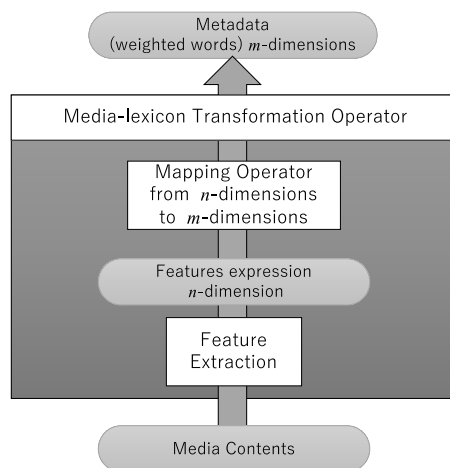 Metadata
(weighted words) m-dimensions
Media-lexicon Transformation Operator
Mapping Operator
from n-dimensions
to m-dimensions
Features expression
n-dimension
Feature
Extraction
Media Contents